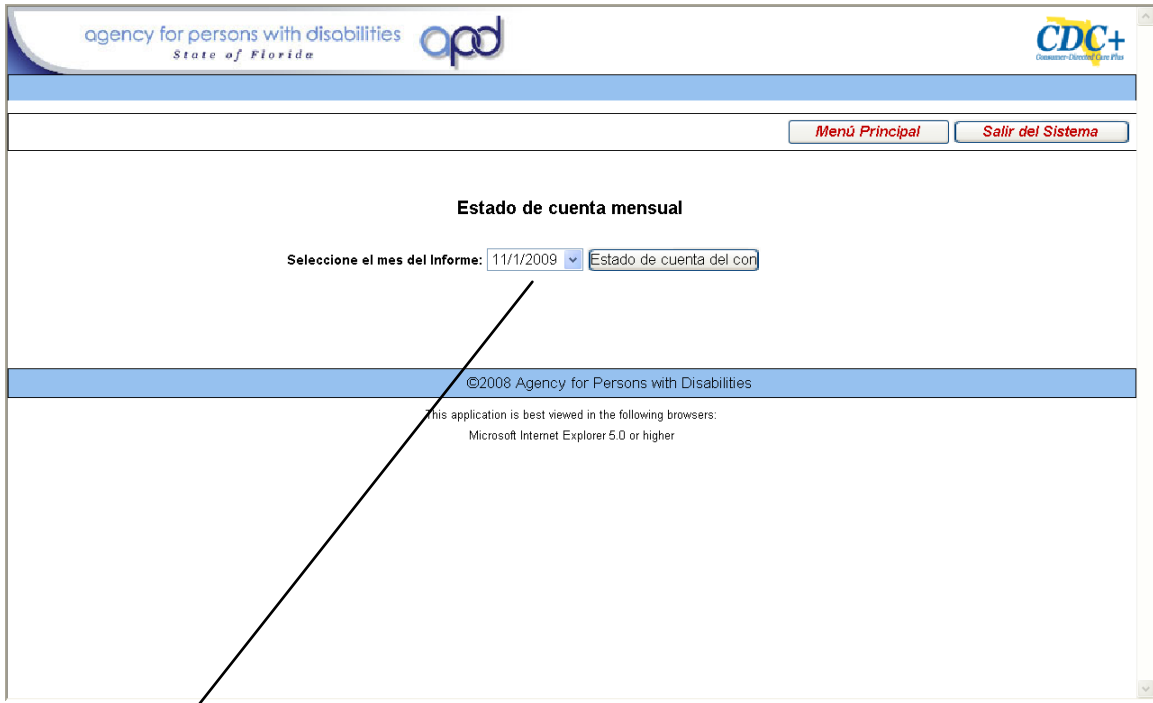 agency for persons with disabilities apd
State of Florida
CDC+
Consumer-Directed Care Plus
Menú Principal Salir del Sistema
Estado de cuenta mensual
Seleccione el mes del Informe: 11/1/2009 Estado de cuenta del con
©2008 Agency for Persons with Disabilities
This application is best viewed in the following browsers:
Microsoft Internet Explorer 5.0 or higher